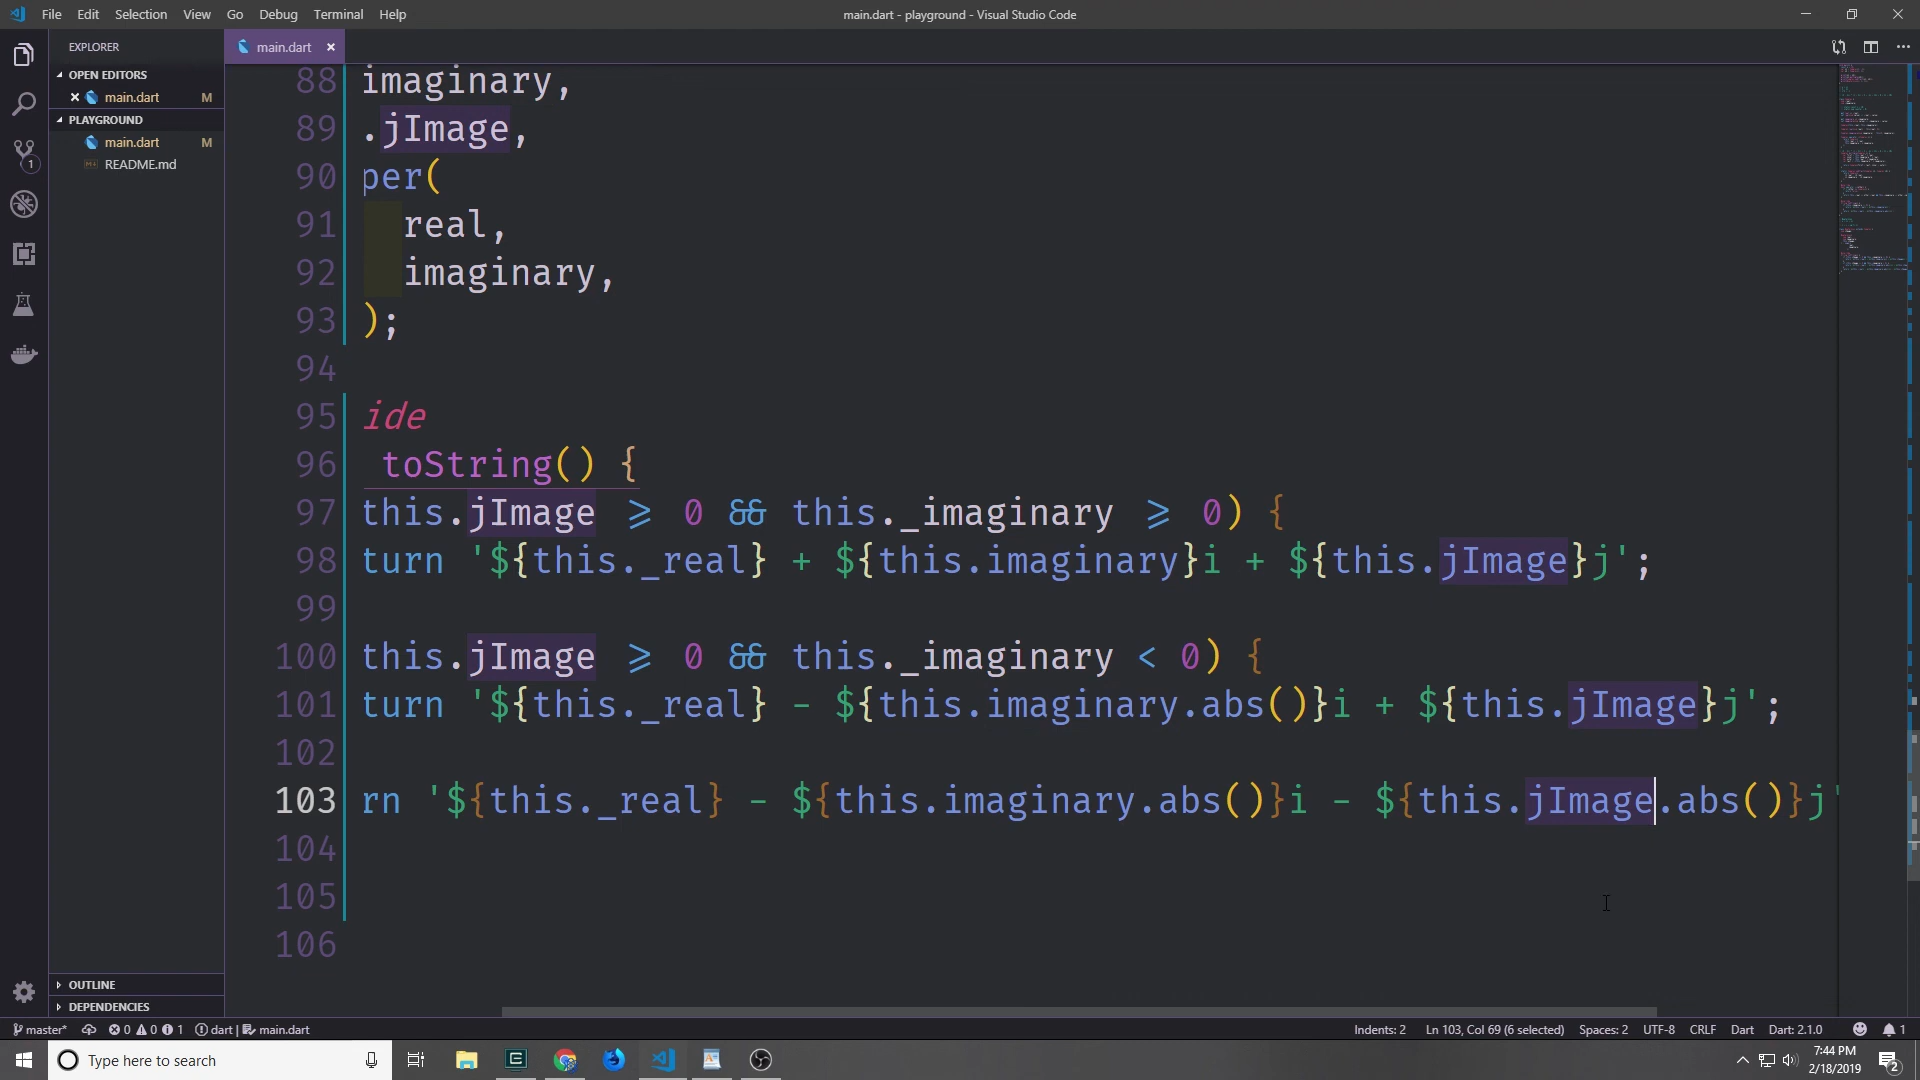 File Edit Selection View Go Debug Terminal Help
main.dart - playground - Visual Studio Code
EXPLORER
main.dart
OPEN EDITORS
main.dart M
PLAYGROUND
main.dart M
README.md
1
88 imaginary,
89 .jImage,
90 per(
91 real,
92 imaginary,
93 );
94
95 ide
96 toString() {
97 this.jImage >= 0 && this._imaginary >= 0) {
98 turn '${this._real} + ${this.imaginary}i + ${this.jImage}j';
99
100 this.jImage >= 0 && this._imaginary < 0) {
101 turn '${this._real} - ${this.imaginary.abs()}i + ${this.jImage}j';
102
103 rn '${this._real} - ${this.imaginary.abs()}i - ${this.jImage.abs()}j'
104
105
106
OUTLINE
DEPENDENCIES
master* 0 0 1 dart | main.dart
Indents: 2 Ln 103, Col 69 (6 selected) Spaces: 2 UTF-8 CRLF Dart Dart: 2.1.0 1
Type here to search
7:44 PM
2/18/2019
2